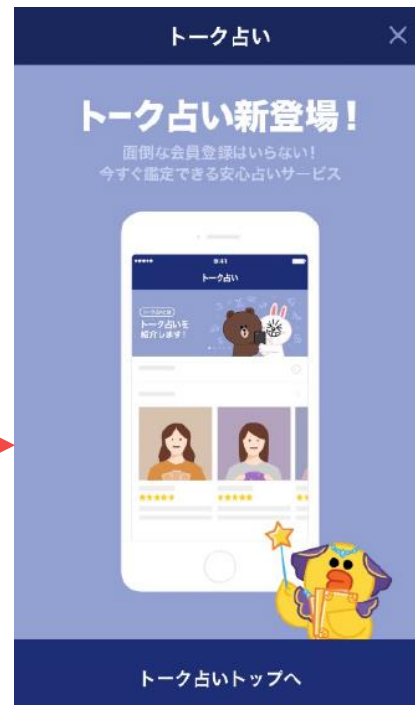 トーク占い
トーク占い新登場!
面倒な会員登録はいらない!
今すぐ鑑定できる安心占いサービス
9:41
トーク占い
トーク占いを
紹介します!
トーク占いトップへ